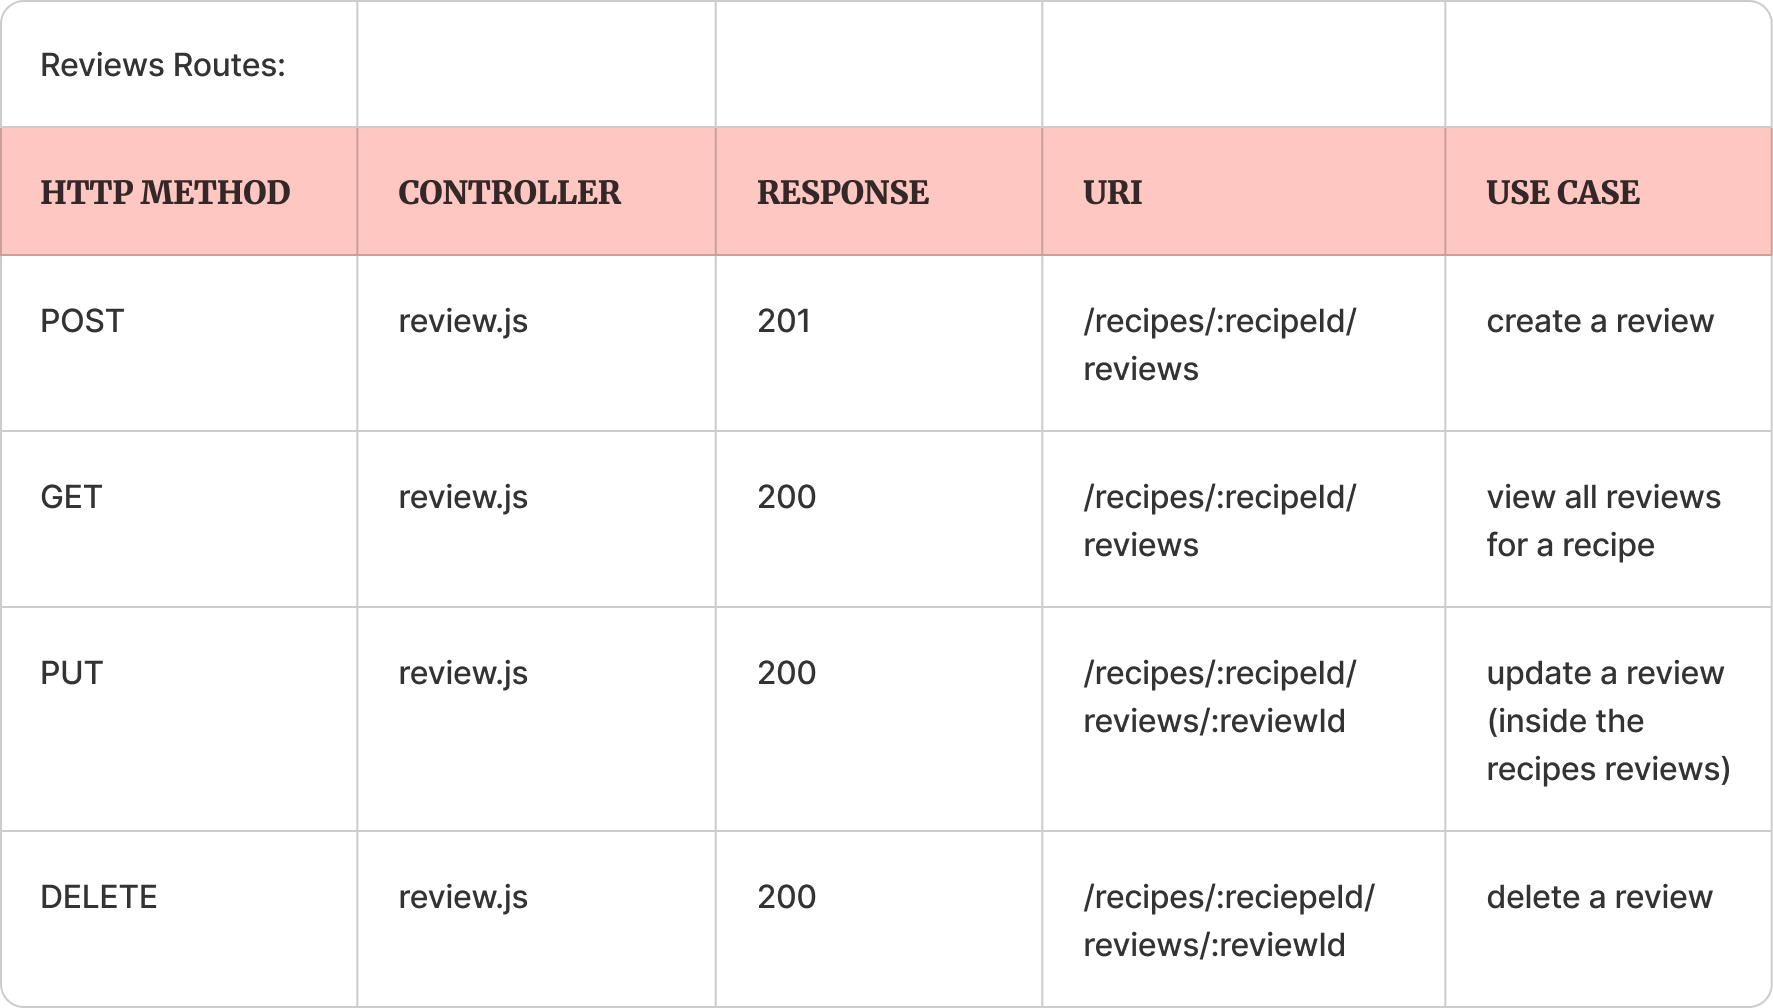 Reviews Routes:
HTTP METHOD CONTROLLER RESPONSE URI USE CASE
POST review.js 201 /recipes/:recipeId/ create a review
reviews
GET review.js 200 /recipes/:recipeId/ view all reviews
reviews for a recipe
PUT review.js 200 /recipes/:recipeId/ update a review
reviews/:reviewId (inside the
recipes reviews)
DELETE review.js 200 /recipes/:reciepeId/ delete a review
reviews/:reviewId